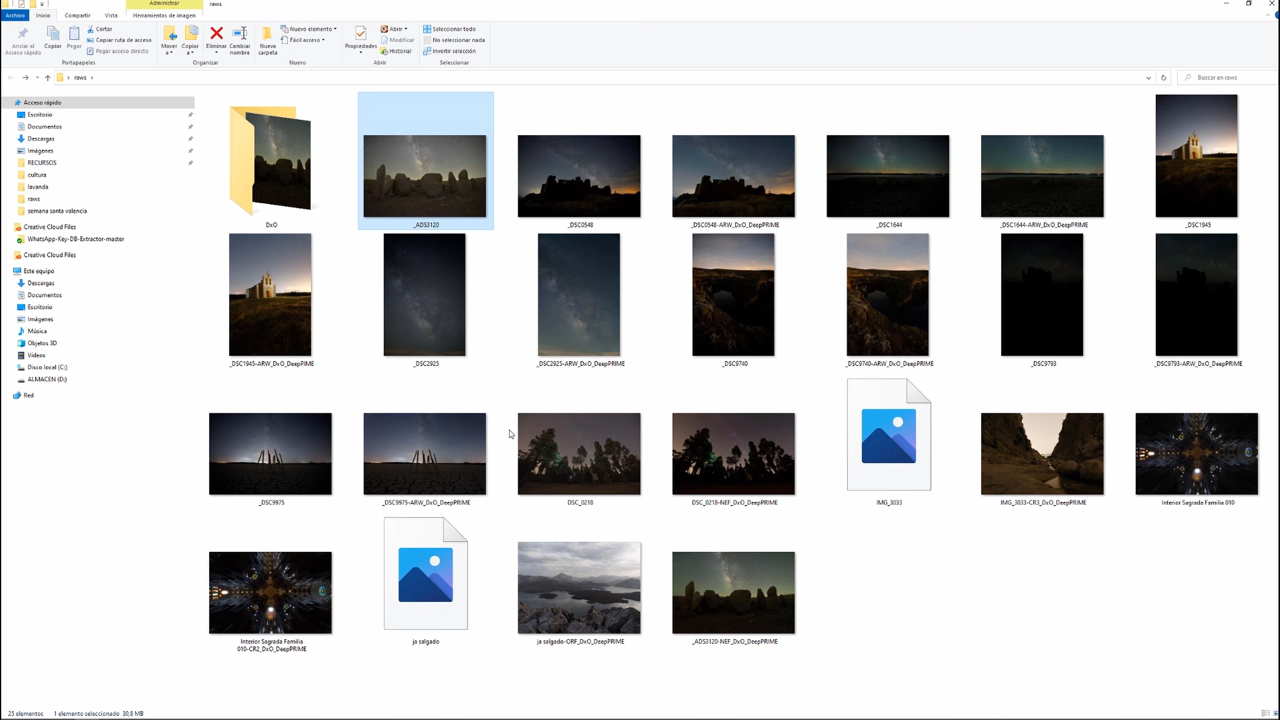 Administrar
raws
Archivo
Inicio
Compartir
Vista
Herramientas de imagen
Anclar al
Acceso rápido
Copiar
Pegar
Cortar
Copiar ruta de acceso
Pegar acceso directo
Portapapeles
Mover
a
Copiar
a
Eliminar
Cambiar
nombre
Organizar
Nueva
carpeta
Nuevo elemento
Fácil acceso
Nuevo
Propiedades
Abrir
Modificar
Historial
Abrir
Seleccionar todo
No seleccionar nada
Invertir selección
Seleccionar
raws
Buscar en raws
Acceso rápido
Escritorio
Documentos
Descargas
Imágenes
RECURSOS
cultura
lavanda
raws
semana santa valencia
Creative Cloud Files
WhatsApp-Key-DB-Extractor-master
Creative Cloud Files
Este equipo
Descargas
Documentos
Escritorio
Imágenes
Música
Objetos 3D
Vídeos
Disco local (C:)
ALMACEN (D:)
Red
DxO
_ADS3120
_DSC0548
_DSC0548-ARW_DxO_DeepPRIME
_DSC1644
_DSC1644-ARW_DxO_DeepPRIME
_DSC1945
_DSC1945-ARW_DxO_DeepPRIME
_DSC2925
_DSC2925-ARW_DxO_DeepPRIME
_DSC9740
_DSC9740-ARW_DxO_DeepPRIME
_DSC9793
_DSC9793-ARW_DxO_DeepPRIME
_DSC9975
_DSC9975-ARW_DxO_DeepPRIME
DSC_0218
DSC_0218-NEF_DxO_DeepPRIME
IMG_3033
IMG_3033-CR3_DxO_DeepPRIME
Interior Sagrada Familia 010
Interior Sagrada Familia
010-CR2_DxO_DeepPRIME
ja salgado
ja salgado-ORF_DxO_DeepPRIME
_ADS3120-NEF_DxO_DeepPRIME
25 elementos
1 elemento seleccionado 30,8 MB